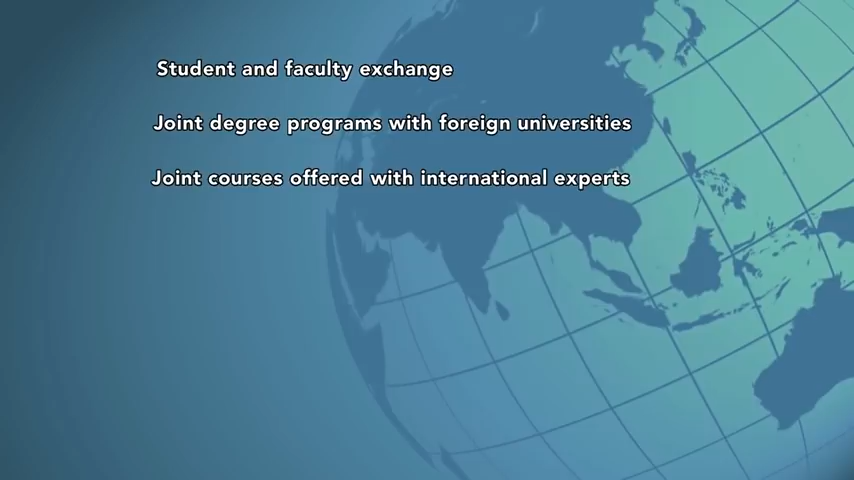 Student and faculty exchange
Joint degree programs with foreign universities
Joint courses offered with international experts